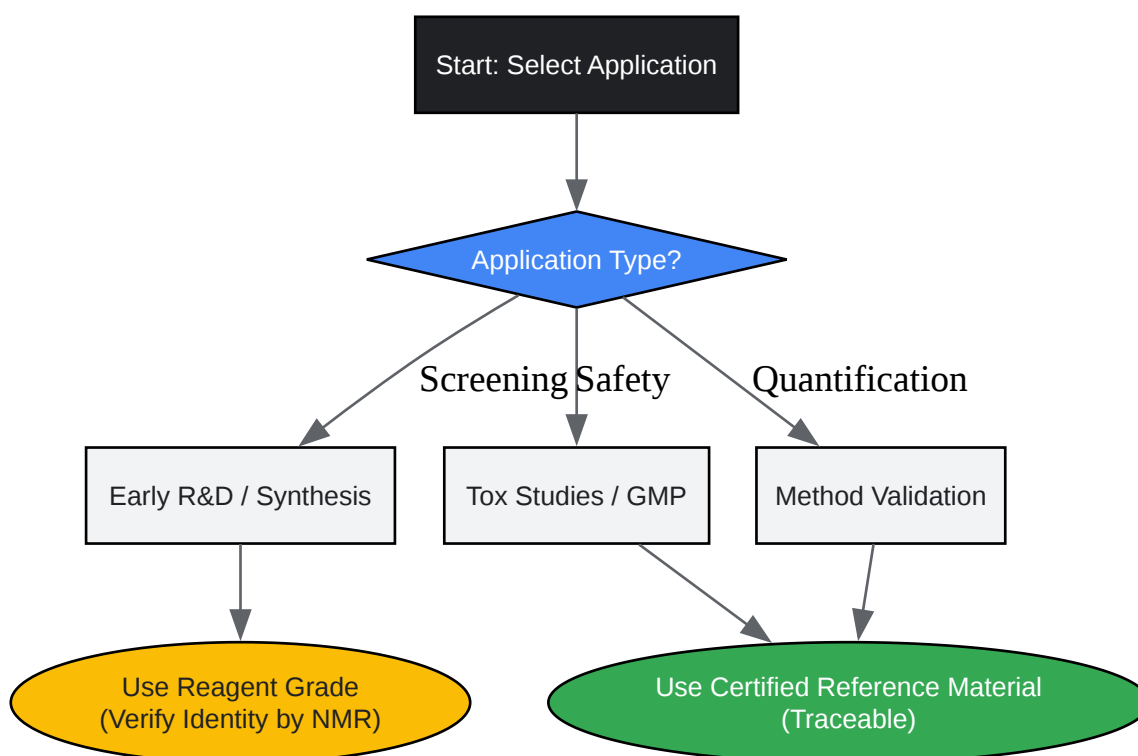 Start: Select Application
Application Type?
Screening
Safety
Quantification
Early R&D / Synthesis
Tox Studies / GMP
Method Validation
Use Reagent Grade
(Verify Identity by NMR)
Use Certified Reference Material
(Traceable)